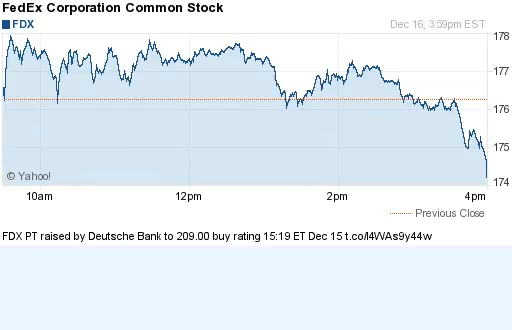 FedEx Corporation Common Stock
FDX Dec 16, 3:59pm EST
178
177
176
175
174
© Yahoo!
10am 12pm 2pm 4pm
Previous Close
FDX PT raised by Deutsche Bank to 209.00 buy rating 15:19 ET Dec 15 t.co/l4WAs9y44w